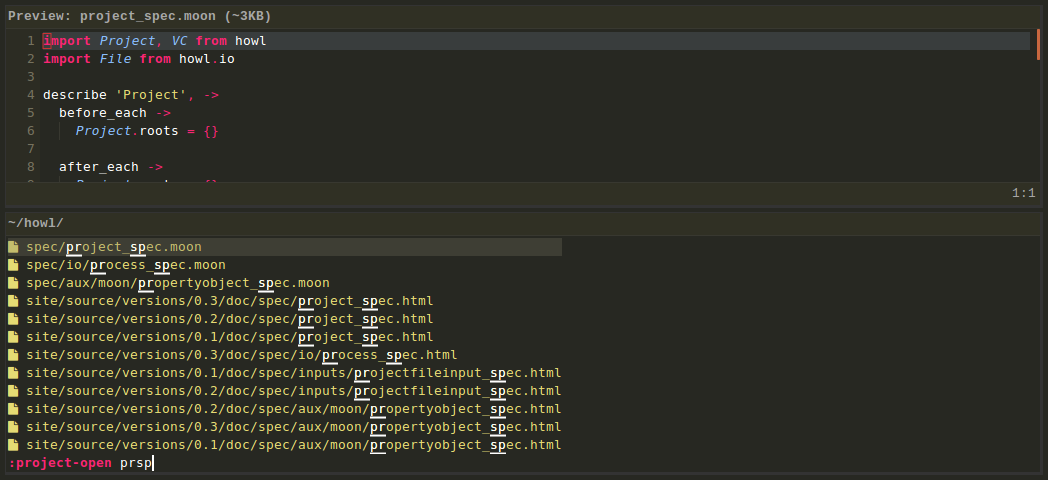 Preview: project_spec.moon (~3KB)
1 import Project, VC from howl
2 import File from howl.io
3
4 describe 'Project', ->
5 before_each ->
6 Project.roots = {}
7
8 after_each ->
1:1
~/howl/
spec/project_spec.moon
spec/io/process_spec.moon
spec/aux/moon/propertyobject_spec.moon
site/source/versions/0.3/doc/spec/project_spec.html
site/source/versions/0.2/doc/spec/project_spec.html
site/source/versions/0.1/doc/spec/project_spec.html
site/source/versions/0.3/doc/spec/io/process_spec.html
site/source/versions/0.1/doc/spec/inputs/projectfileinput_spec.html
site/source/versions/0.2/doc/spec/inputs/projectfileinput_spec.html
site/source/versions/0.2/doc/spec/aux/moon/propertyobject_spec.html
site/source/versions/0.3/doc/spec/aux/moon/propertyobject_spec.html
site/source/versions/0.1/doc/spec/aux/moon/propertyobject_spec.html
:project-open prsp